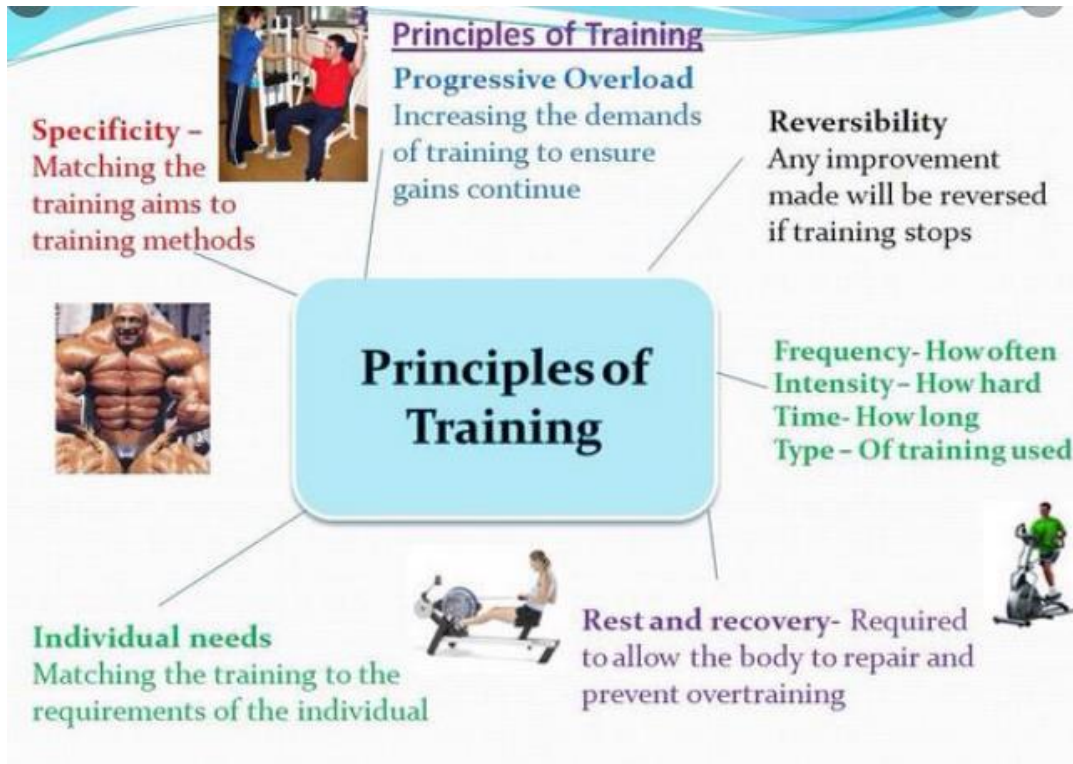 Principles of Training
Progressive Overload
Increasing the demands
of training to ensure
gains continue
Specificity –
Matching the
training aims to
training methods
Reversibility
Any improvement
made will be reversed
if training stops
Principles of
Training
Frequency- How often
Intensity – How hard
Time- How long
Type – Of training used
Individual needs
Matching the training to the
requirements of the individual
Rest and recovery- Required
to allow the body to repair and
prevent overtraining